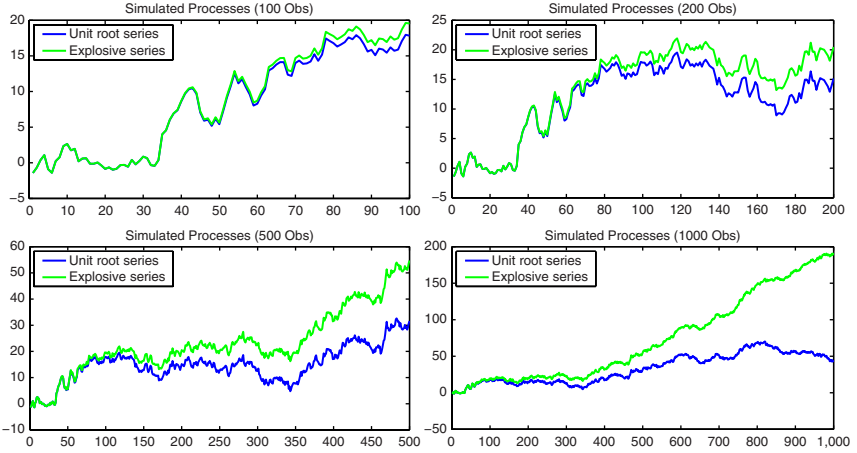 Simulated Processes (100 Obs)
20
15
10
5
0
−5
Unit root series
Explosive series
0 10 20 30 40 50 60 70 80 90 100
Simulated Processes (200 Obs)
25
20
15
10
5
0
−5
Unit root series
Explosive series
0 20 40 60 80 100 120 140 160 180 200
Simulated Processes (500 Obs)
60
50
40
30
20
10
0
−10
Unit root series
Explosive series
0 50 100 150 200 250 300 350 400 450 500
Simulated Processes (1000 Obs)
200
150
100
50
0
−50
Unit root series
Explosive series
0 100 200 300 400 500 600 700 800 900 1,000